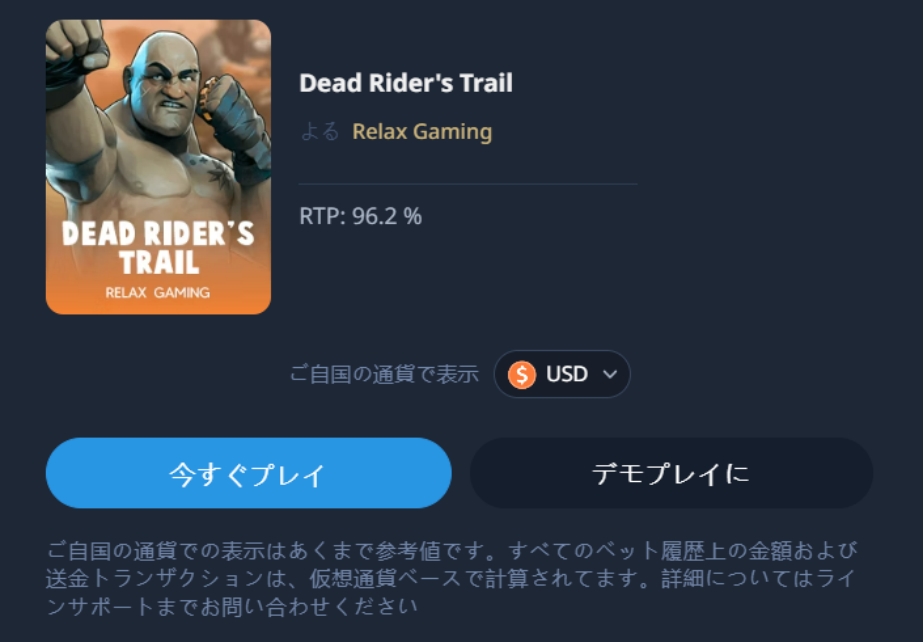 Dead Rider's Trail
よる Relax Gaming
RTP: 96.2 %
DEAD RIDER'S
TRAIL
RELAX GAMING
ご自国の通貨で表示 USD
今すぐプレイ
デモプレイに
ご自国の通貨での表示はあくまで参考値です。すべてのベット履歴上の金額および
送金トランザクションは、仮想通貨ベースで計算されてます。詳細についてはライ
ンサポートまでお問い合わせください